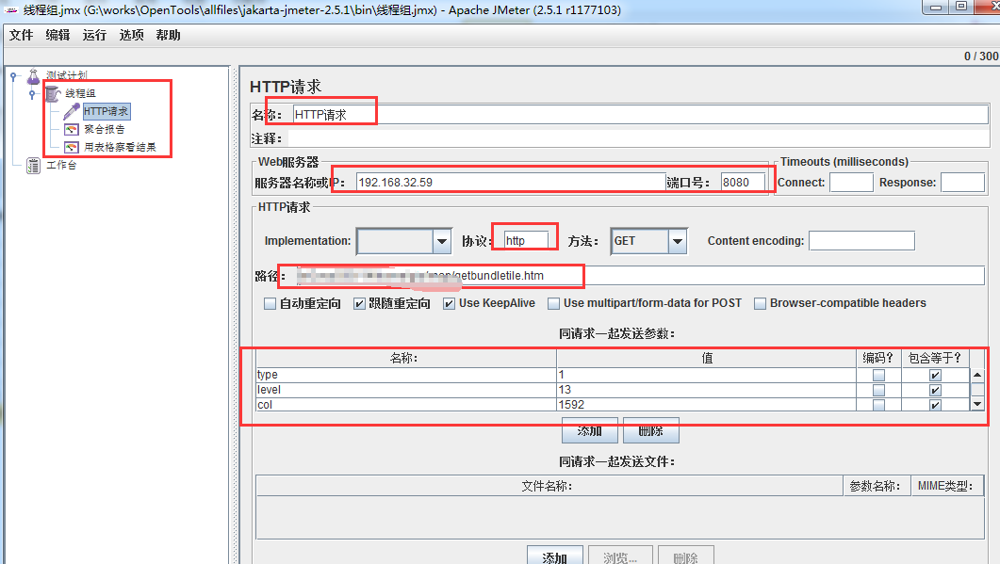 线程组.jmx (G:\works\OpenTools\allfiles\jakarta-jmeter-2.5.1\bin\线程组.jmx) - Apache JMeter (2.5.1 r1177103)
文件 编辑 运行 选项 帮助
0 / 300
测试计划
线程组
HTTP请求
聚合报告
用表格察看结果
工作台
HTTP请求
名称: HTTP请求
注释:
Web服务器
服务器名称或IP: 192.168.32.59 端口号: 8080
Timeouts (milliseconds)
Connect: Response:
HTTP请求
Implementation: 协议: http 方法: GET Content encoding:
路径: /getbundletile.htm
自动重定向 跟随重定向 Use KeepAlive Use multipart/form-data for POST Browser-compatible headers
同请求一起发送参数:
名称: 值 编码? 包含等于?
type 1
level 13
col 1592
添加 删除
同请求一起发送文件:
文件名称: 参数名称: MIME类型:
添加 浏览... 删除